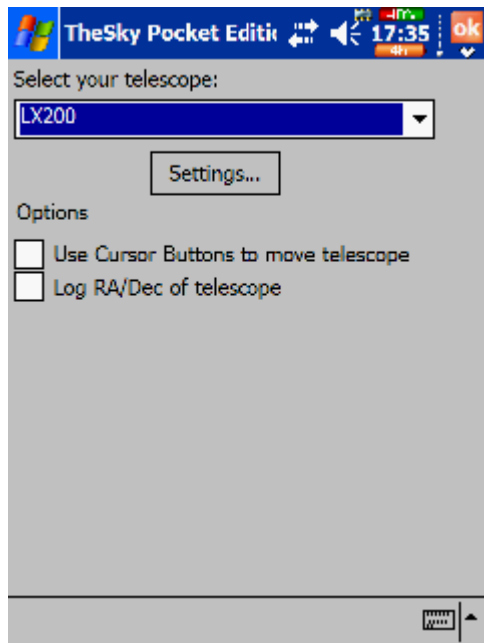 TheSky Pocket Editi
17:35
ok
4h
Select your telescope:
LX200
Settings...
Options
Use Cursor Buttons to move telescope
Log RA/Dec of telescope